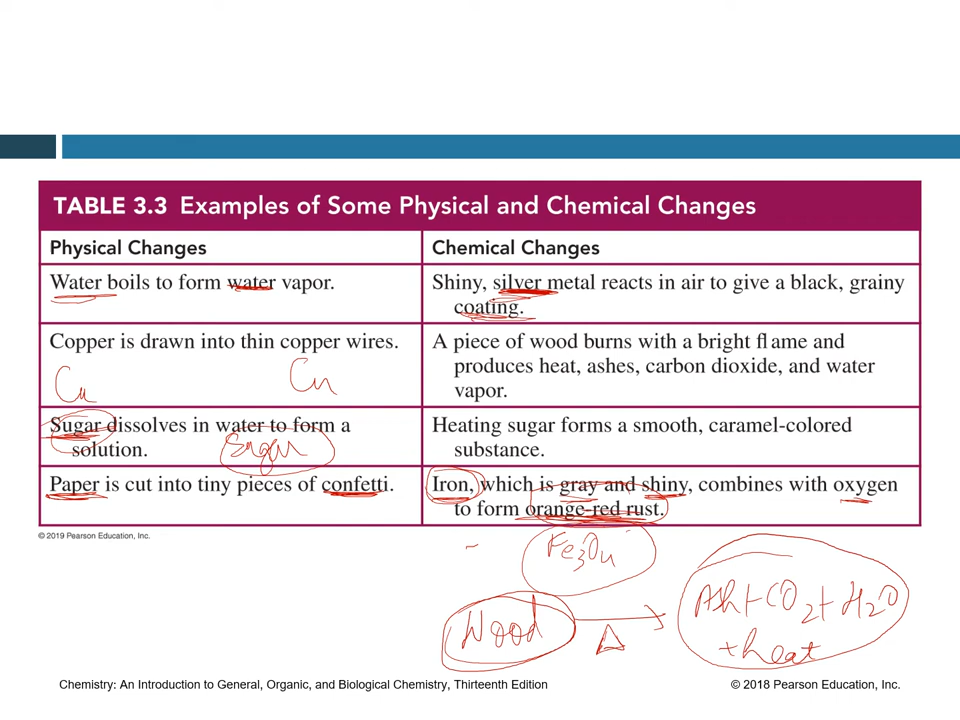 TABLE 3.3 Examples of Some Physical and Chemical Changes
Physical Changes
Chemical Changes
Water boils to form water vapor.
Shiny, silver metal reacts in air to give a black, grainy
coating.
Copper is drawn into thin copper wires.
A piece of wood burns with a bright flame and
produces heat, ashes, carbon dioxide, and water
vapor.
Cu
Cu
Sugar dissolves in water to form a
solution.
Sugar
Heating sugar forms a smooth, caramel-colored
substance.
Paper is cut into tiny pieces of confetti.
Iron, which is gray and shiny, combines with oxygen
to form orange-red rust.
© 2019 Pearson Education, Inc.
Fe3O4
Wood → Δ Ash + CO2 + H2O
+ heat
Chemistry: An Introduction to General, Organic, and Biological Chemistry, Thirteenth Edition
© 2018 Pearson Education, Inc.